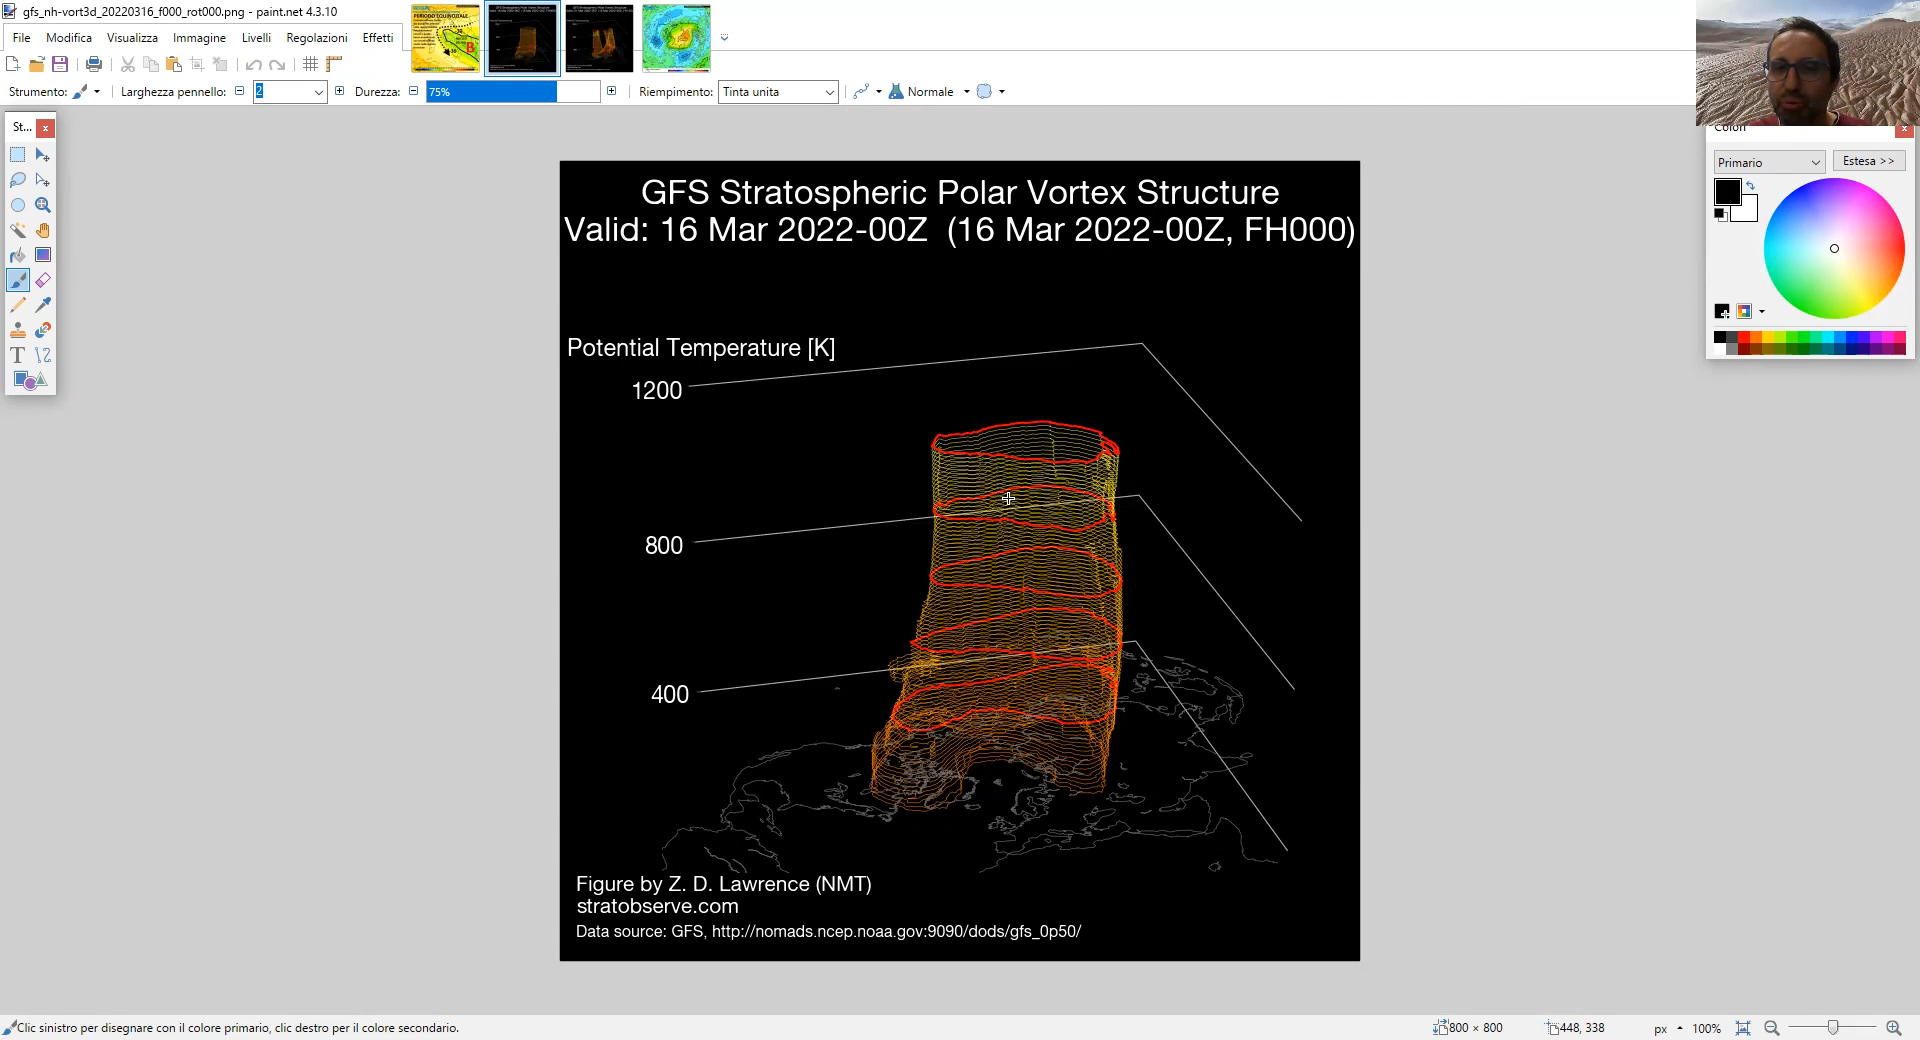 gfs_nh-vort3d_20220316_f000_rot000.png - paint.net 4.3.10
File Modifica Visualizza Immagine Livelli Regolazioni Effetti
PERIODO EQUINOZIALE
B
Strumento: Larghezza pennello: 2 Durezza: 75% Riempimento: Tinta unita Normale
St...
Colori
Primario Estesa >>
GFS Stratospheric Polar Vortex Structure
Valid: 16 Mar 2022-00Z (16 Mar 2022-00Z, FH000)
Potential Temperature [K]
1200
800
400
Figure by Z. D. Lawrence (NMT)
stratobserve.com
Data source: GFS, http://nomads.ncep.noaa.gov:9090/dods/gfs_0p50/
Clic sinistro per disegnare con il colore primario, clic destro per il colore secondario. 800 × 800 448, 338 px 100%